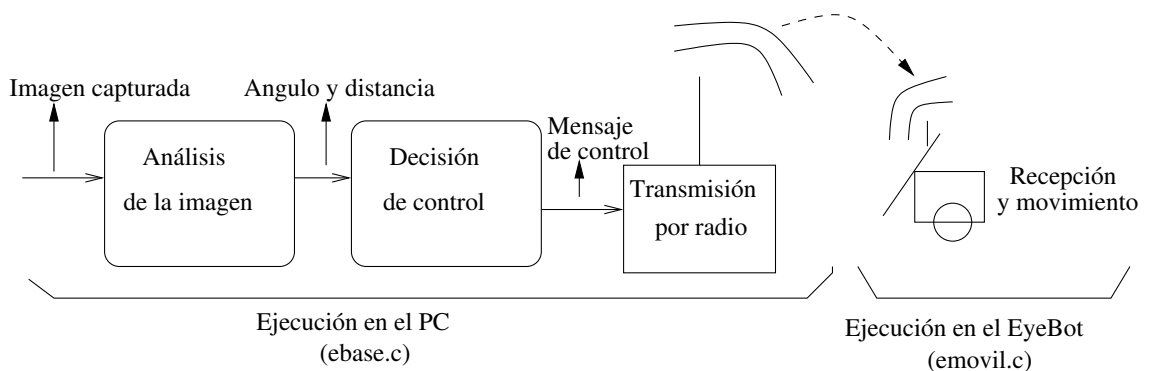 Imagen capturada
Angulo y distancia
Mensaje
de control
Análisis
de la imagen
Decisión
de control
Transmisión
por radio
Recepción
y movimiento
Ejecución en el PC
(ebase.c)
Ejecución en el EyeBot
(emovil.c)